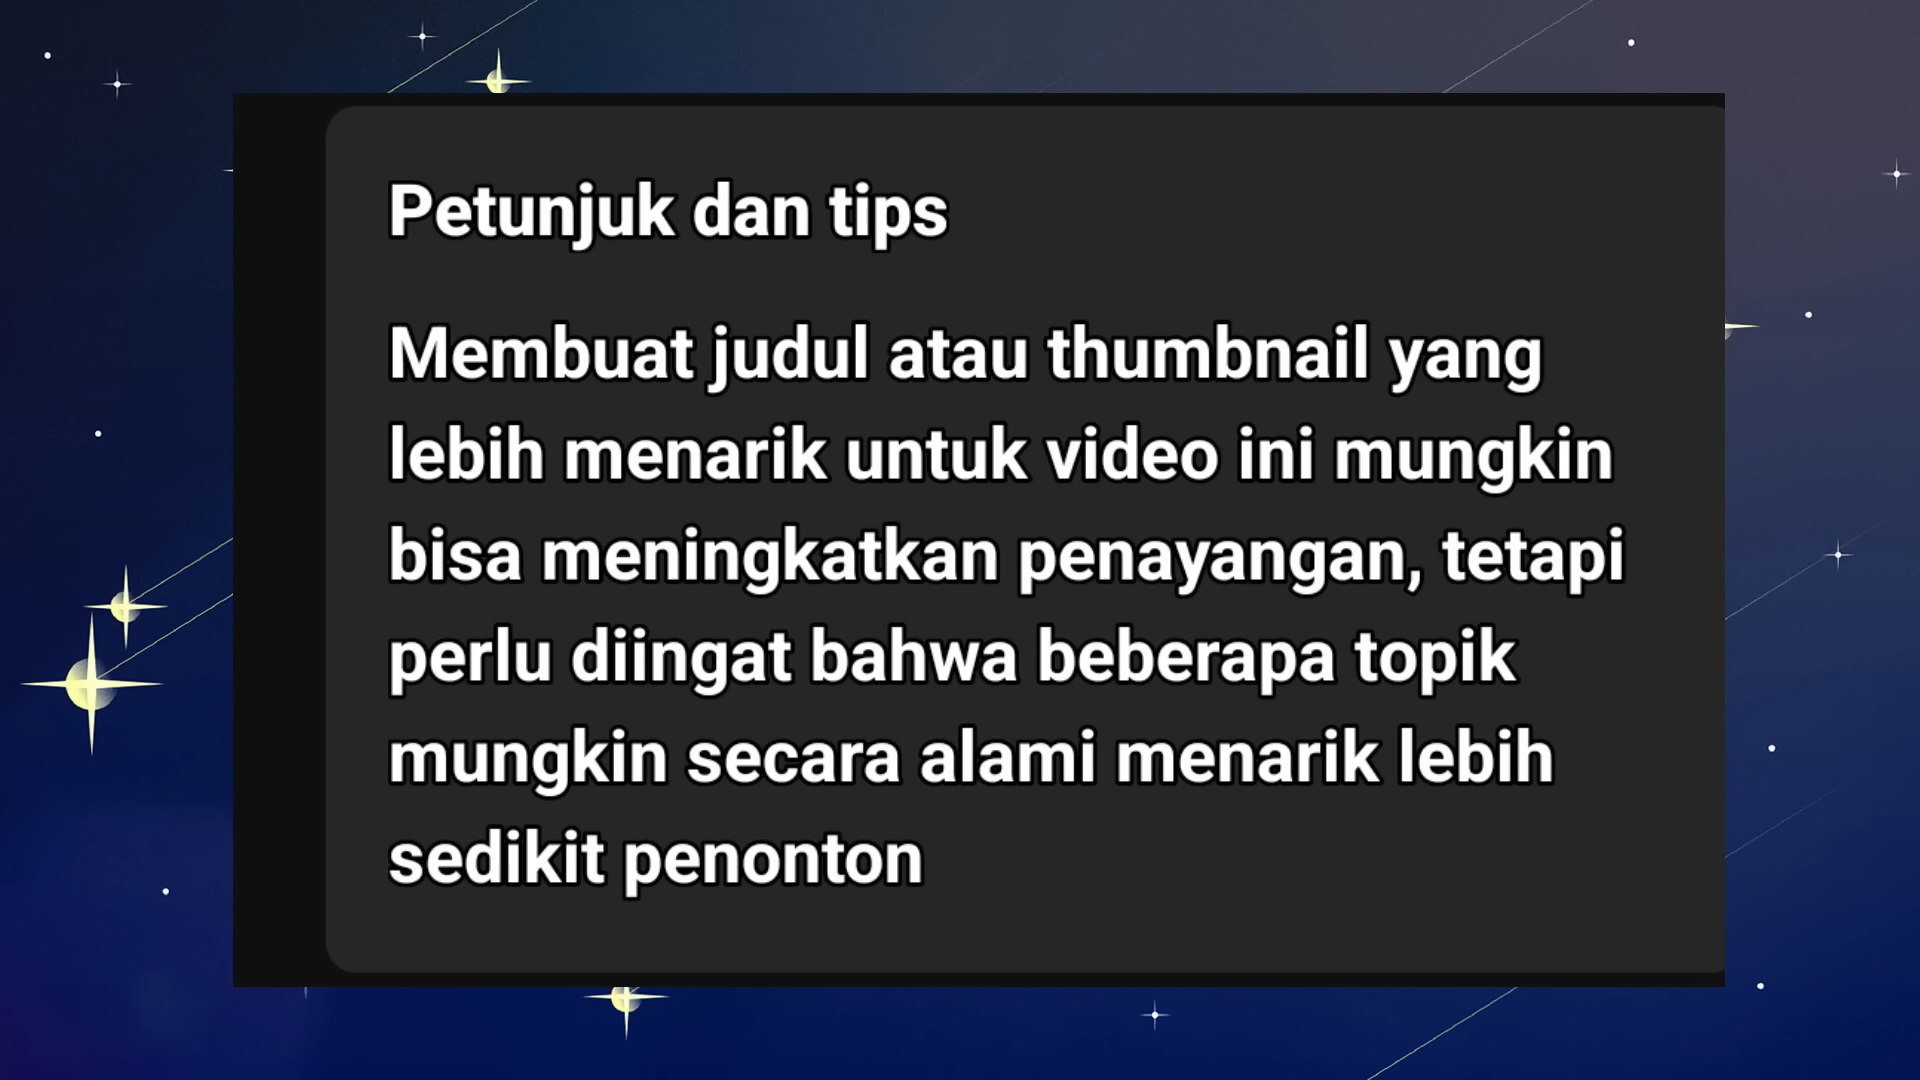 Petunjuk dan tips
Membuat judul atau thumbnail yang
lebih menarik untuk video ini mungkin
bisa meningkatkan penayangan, tetapi
perlu diingat bahwa beberapa topik
mungkin secara alami menarik lebih
sedikit penonton